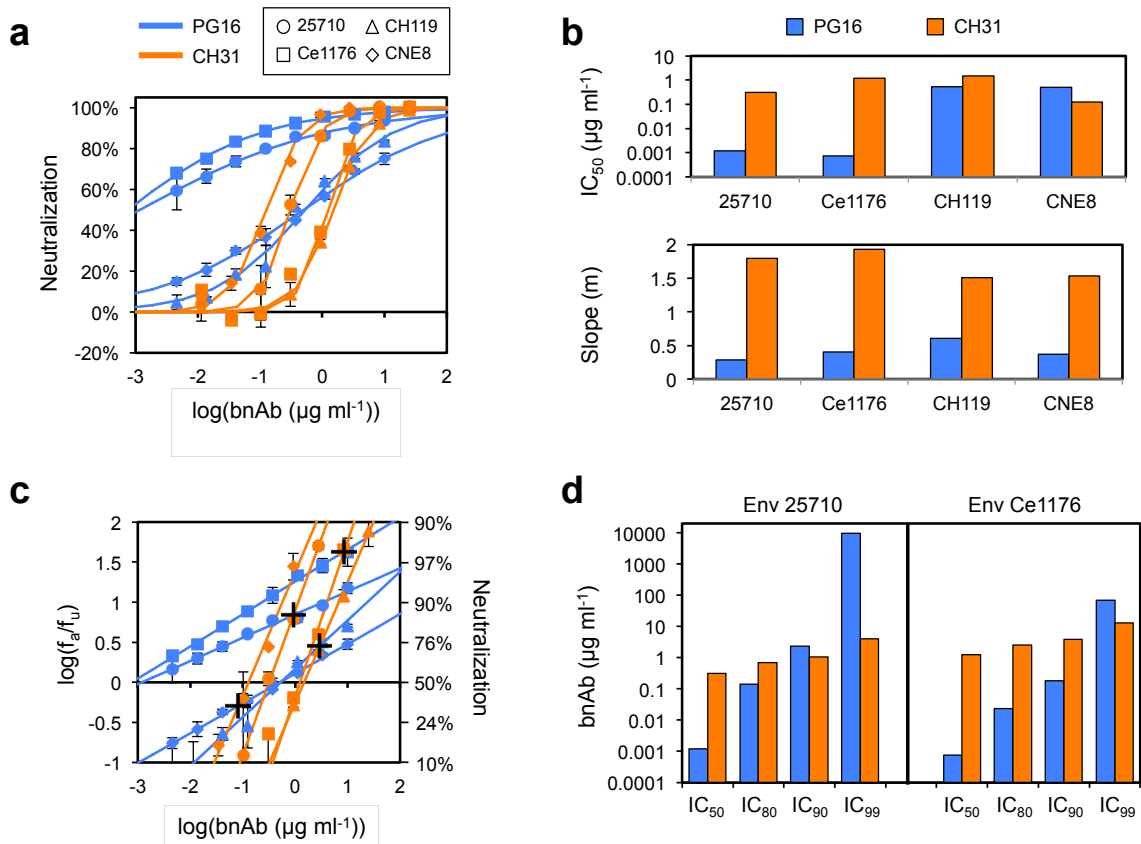 a
PG16
CH31
25710
CH119
Ce1176
CNE8
100%
80%
60%
40%
20%
0%
-20%
Neutralization
-3 -2 -1 0 1 2
log(bnAb (µg ml⁻¹))
b
PG16 CH31
10
1
0.1
0.01
0.001
0.0001
IC₅₀ (µg ml⁻¹)
25710 Ce1176 CH119 CNE8
2
1.5
1
0.5
0
Slope (m)
25710 Ce1176 CH119 CNE8
c
2
1.5
1
0.5
0
-0.5
-1
log(fₐ/fᵤ)
90%
97%
90%
76%
50%
24%
10%
Neutralization
-3 -2 -1 0 1 2
log(bnAb (µg ml⁻¹))
d
Env 25710 Env Ce1176
10000
1000
100
10
1
0.1
0.01
0.001
0.0001
bnAb (µg ml⁻¹)
IC₅₀ IC₈₀ IC₉₀ IC₉₉ IC₅₀ IC₈₀ IC₉₀ IC₉₉